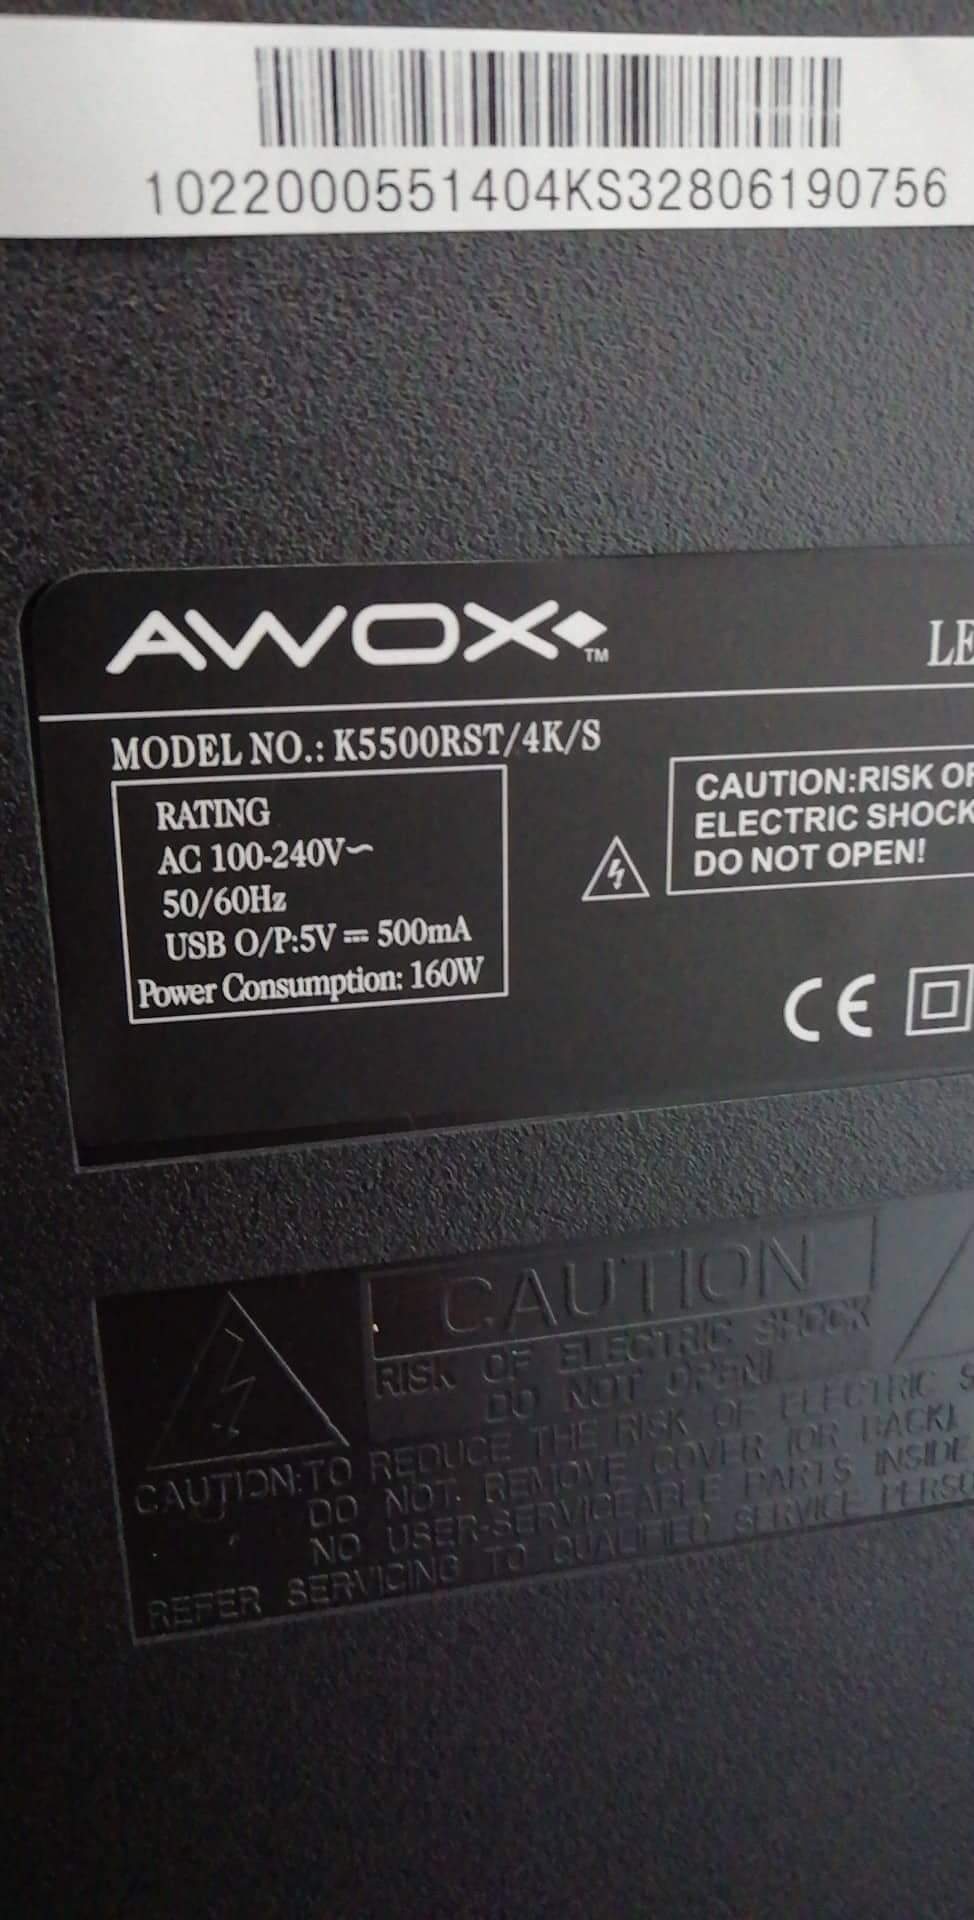 1022000551404KS32806190756
AWOX TM
LE
MODEL NO.: K5500RST/4K/S
RATING
AC 100-240V~
50/60Hz
USB O/P:5V ⎓ 500mA
Power Consumption: 160W
CAUTION:RISK OF
ELECTRIC SHOCK
DO NOT OPEN!
CE
CAUTION
RISK OF ELECTRIC SHOCK
DO NOT OPEN!
CAUTION:TO REDUCE THE RISK OF ELECTRIC S
DO NOT. REMOVE COVER (OR BACK).
NO USER-SERVICEABLE PARTS INSIDE
REFER SERVICING TO QUALIFIED SERVICE PERSO